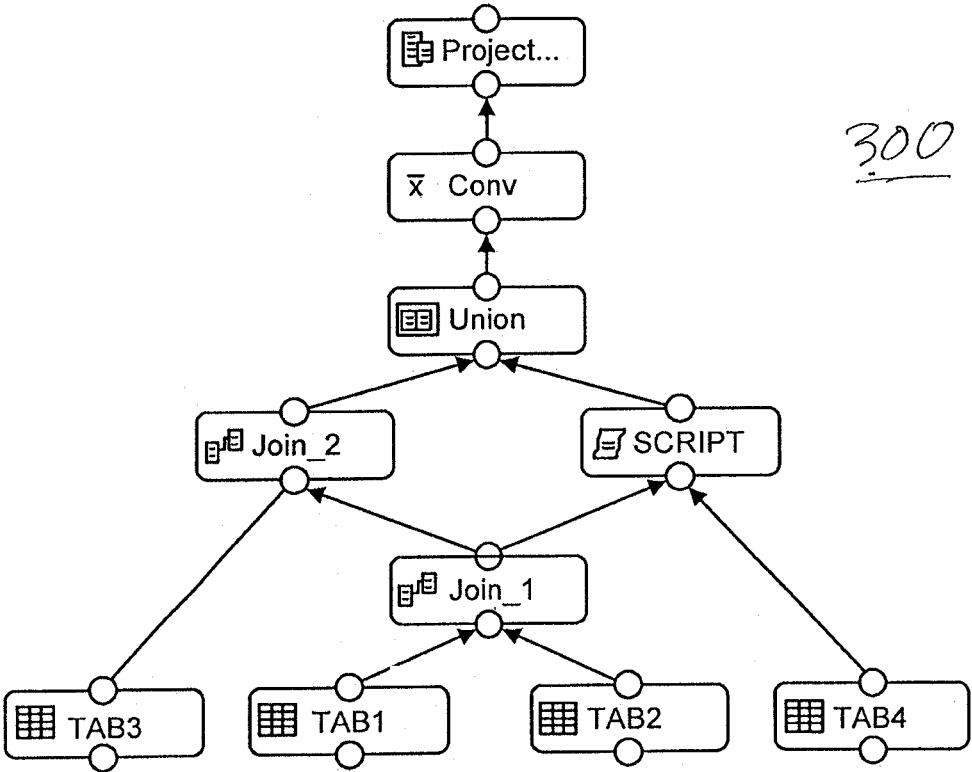 Project...
300
x̅ Conv
Union
Join_2
SCRIPT
Join_1
TAB3
TAB1
TAB2
TAB4